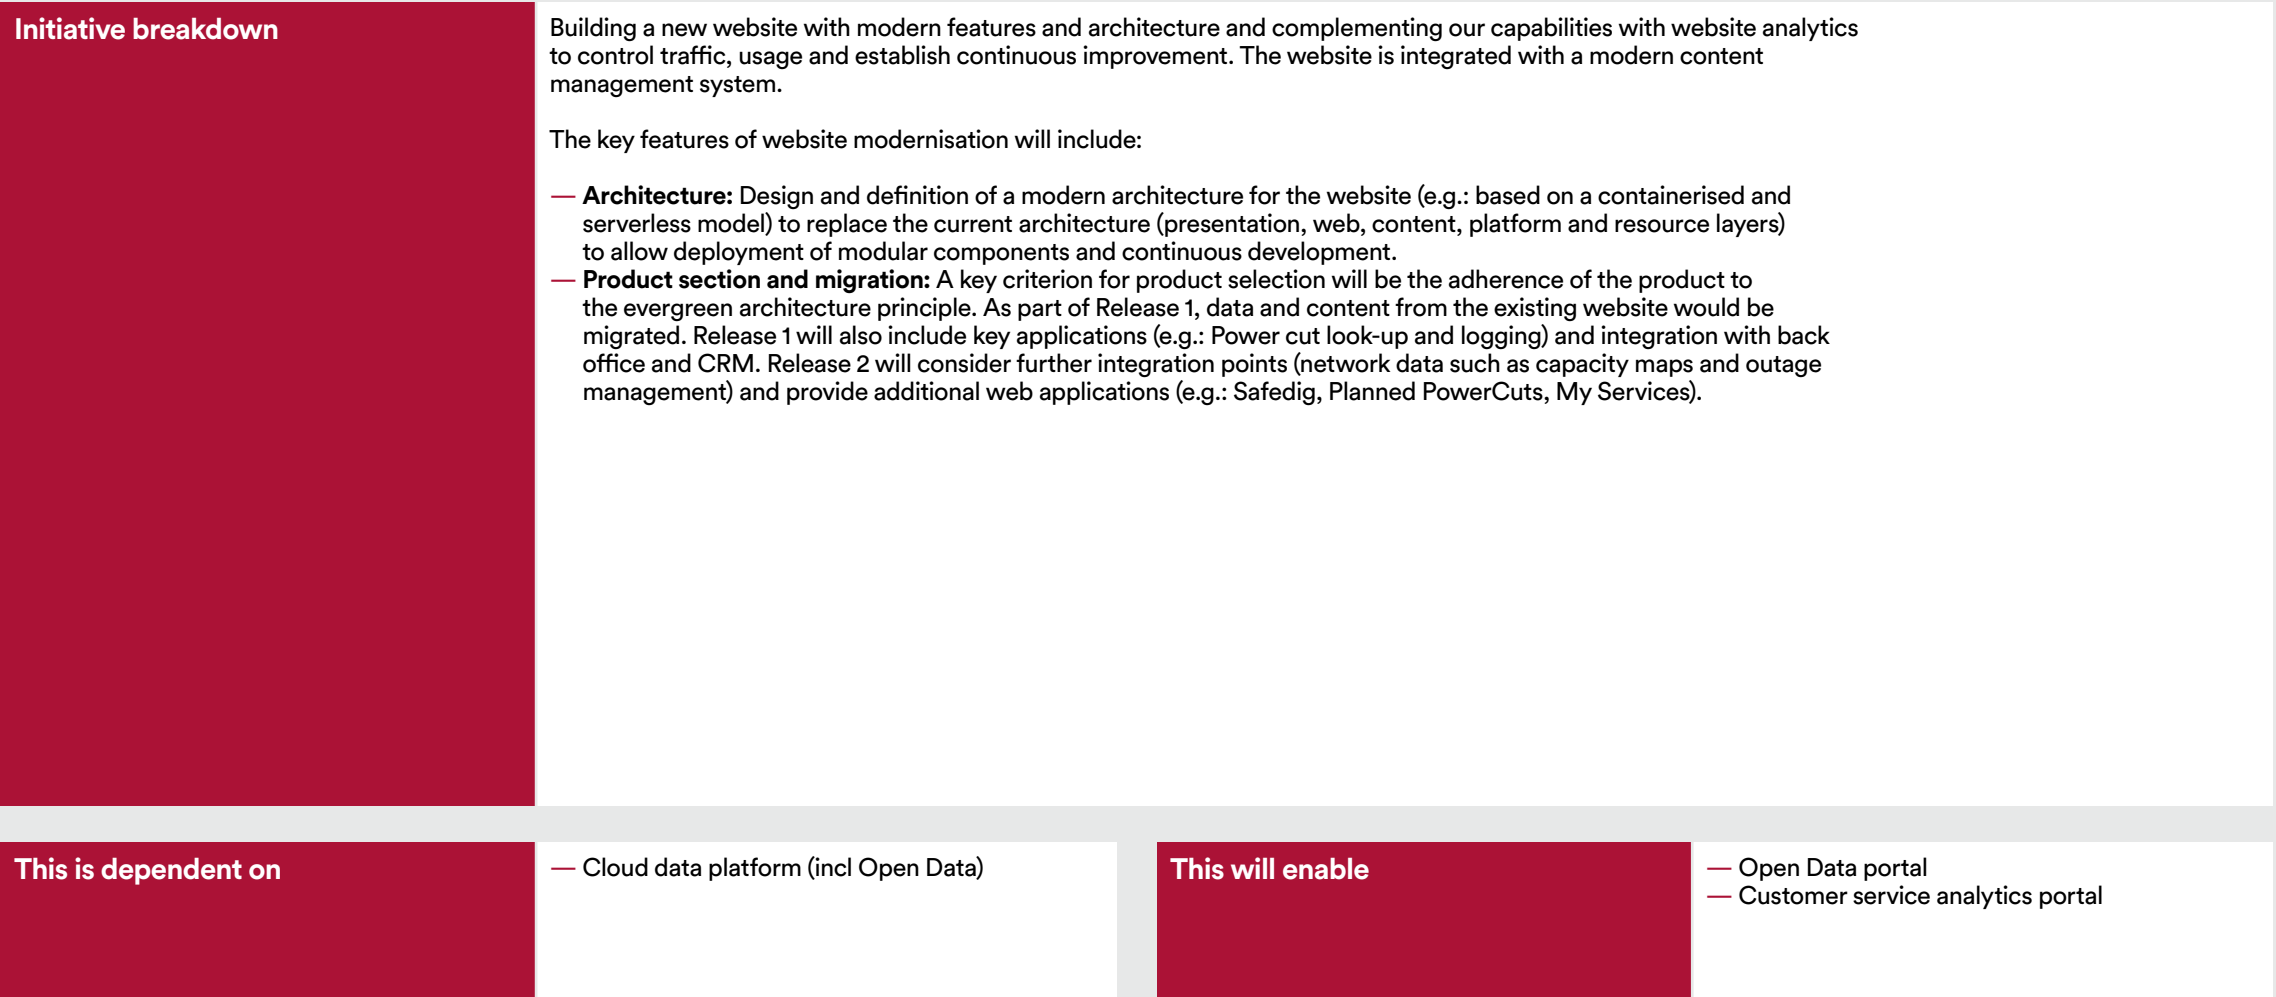 Initiative breakdown
Building a new website with modern features and architecture and complementing our capabilities with website analytics
to control traffic, usage and establish continuous improvement. The website is integrated with a modern content
management system.
The key features of website modernisation will include:
— Architecture: Design and definition of a modern architecture for the website (e.g.: based on a containerised and
serverless model) to replace the current architecture (presentation, web, content, platform and resource layers)
to allow deployment of modular components and continuous development.
— Product section and migration: A key criterion for product selection will be the adherence of the product to
the evergreen architecture principle. As part of Release 1, data and content from the existing website would be
migrated. Release 1 will also include key applications (e.g.: Power cut look-up and logging) and integration with back
office and CRM. Release 2 will consider further integration points (network data such as capacity maps and outage
management) and provide additional web applications (e.g.: Safedig, Planned PowerCuts, My Services).
This is dependent on
— Cloud data platform (incl Open Data)
This will enable
— Open Data portal
— Customer service analytics portal